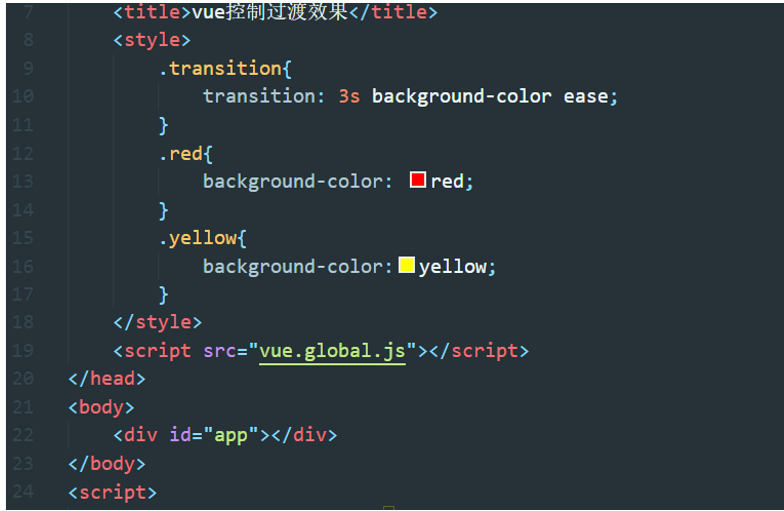 7 <title>vue控制过渡效果</title>
8 <style>
9 .transition{
10 transition: 3s background-color ease;
11 }
12 .red{
13 background-color: red;
14 }
15 .yellow{
16 background-color: yellow;
17 }
18 </style>
19 <script src="vue.global.js"></script>
20 </head>
21 <body>
22 <div id="app"></div>
23 </body>
24 <script>